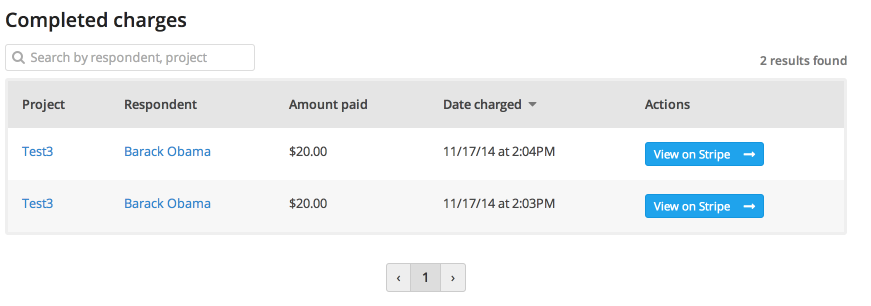 Completed charges
Search by respondent, project
2 results found
Project Respondent Amount paid Date charged Actions
Test3 Barack Obama $20.00 11/17/14 at 2:04PM View on Stripe →
Test3 Barack Obama $20.00 11/17/14 at 2:03PM View on Stripe →
‹ 1 ›